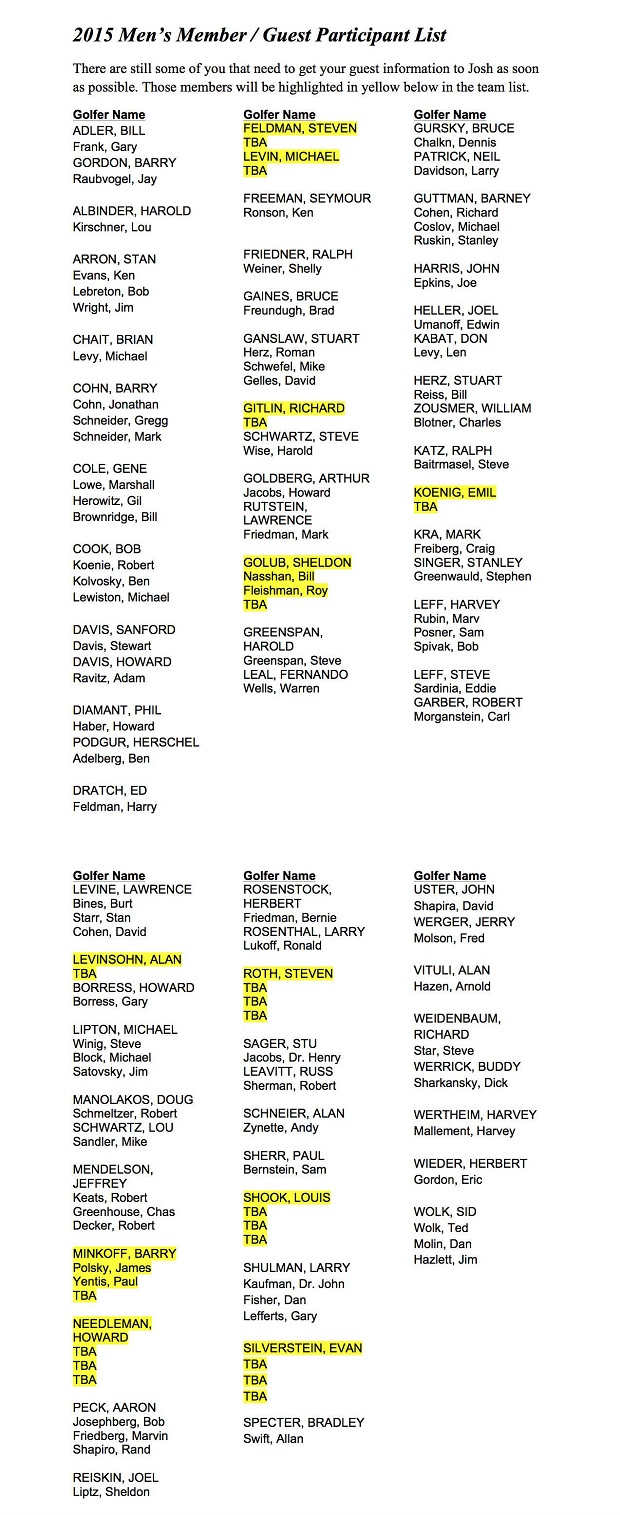 2015 Men's Member / Guest Participant List
There are still some of you that need to get your guest information to Josh as soon
as possible. Those members will be highlighted in yellow below in the team list.
Golfer Name
ADLER, BILL
Frank, Gary
GORDON, BARRY
Raubvogel, Jay
ALBINDER, HAROLD
Kirschner, Lou
ARRON, STAN
Evans, Ken
Lebreton, Bob
Wright, Jim
CHAIT, BRIAN
Levy, Michael
COHN, BARRY
Cohn, Jonathan
Schneider, Gregg
Schneider, Mark
COLE, GENE
Lowe, Marshall
Herowitz, Gil
Brownridge, Bill
COOK, BOB
Koenie, Robert
Kolvosky, Ben
Lewiston, Michael
DAVIS, SANFORD
Davis, Stewart
DAVIS, HOWARD
Ravitz, Adam
DIAMANT, PHIL
Haber, Howard
PODGUR, HERSCHEL
Adelberg, Ben
DRATCH, ED
Feldman, Harry
Golfer Name
FELDMAN, STEVEN
TBA
LEVIN, MICHAEL
TBA
FREEMAN, SEYMOUR
Ronson, Ken
FRIEDNER, RALPH
Weiner, Shelly
GAINES, BRUCE
Freundugh, Brad
GANSLAW, STUART
Herz, Roman
Schwefel, Mike
Gelles, David
GITLIN, RICHARD
TBA
SCHWARTZ, STEVE
Wise, Harold
GOLDBERG, ARTHUR
Jacobs, Howard
RUTSTEIN,
LAWRENCE
Friedman, Mark
GOLUB, SHELDON
Nasshan, Bill
Fleishman, Roy
TBA
GREENSPAN,
HAROLD
Greenspan, Steve
LEAL, FERNANDO
Wells, Warren
Golfer Name
GURSKY, BRUCE
Chalkn, Dennis
PATRICK, NEIL
Davidson, Larry
GUTTMAN, BARNEY
Cohen, Richard
Coslov, Michael
Ruskin, Stanley
HARRIS, JOHN
Epkins, Joe
HELLER, JOEL
Umanoff, Edwin
KABAT, DON
Levy, Len
HERZ, STUART
Reiss, Bill
ZOUSMER, WILLIAM
Blotner, Charles
KATZ, RALPH
Baitrmasel, Steve
KOENIG, EMIL
TBA
KRA, MARK
Freiberg, Craig
SINGER, STANLEY
Greenwauld, Stephen
LEFF, HARVEY
Rubin, Marv
Posner, Sam
Spivak, Bob
LEFF, STEVE
Sardinia, Eddie
GARBER, ROBERT
Morganstein, Carl
Golfer Name
LEVINE, LAWRENCE
Bines, Burt
Starr, Stan
Cohen, David
LEVINSOHN, ALAN
TBA
BORRESS, HOWARD
Borress, Gary
LIPTON, MICHAEL
Winig, Steve
Block, Michael
Satovsky, Jim
MANOLAKOS, DOUG
Schmeltzer, Robert
SCHWARTZ, LOU
Sandler, Mike
MENDELSON,
JEFFREY
Keats, Robert
Greenhouse, Chas
Decker, Robert
MINKOFF, BARRY
Polsky, James
Yentis, Paul
TBA
NEEDLEMAN,
HOWARD
TBA
TBA
TBA
PECK, AARON
Josephberg, Bob
Friedberg, Marvin
Shapiro, Rand
REISKIN, JOEL
Liptz, Sheldon
Golfer Name
ROSENSTOCK,
HERBERT
Friedman, Bernie
ROSENTHAL, LARRY
Lukoff, Ronald
ROTH, STEVEN
TBA
TBA
TBA
SAGER, STU
Jacobs, Dr. Henry
LEAVITT, RUSS
Sherman, Robert
SCHNEIER, ALAN
Zynette, Andy
SHERR, PAUL
Bernstein, Sam
SHOOK, LOUIS
TBA
TBA
TBA
SHULMAN, LARRY
Kaufman, Dr. John
Fisher, Dan
Lefferts, Gary
SILVERSTEIN, EVAN
TBA
TBA
TBA
SPECTER, BRADLEY
Swift, Allan
Golfer Name
USTER, JOHN
Shapira, David
WERGER, JERRY
Molson, Fred
VITULI, ALAN
Hazen, Arnold
WEIDENBAUM,
RICHARD
Star, Steve
WERRICK, BUDDY
Sharkansky, Dick
WERTHEIM, HARVEY
Mallement, Harvey
WIEDER, HERBERT
Gordon, Eric
WOLK, SID
Wolk, Ted
Molin, Dan
Hazlett, Jim